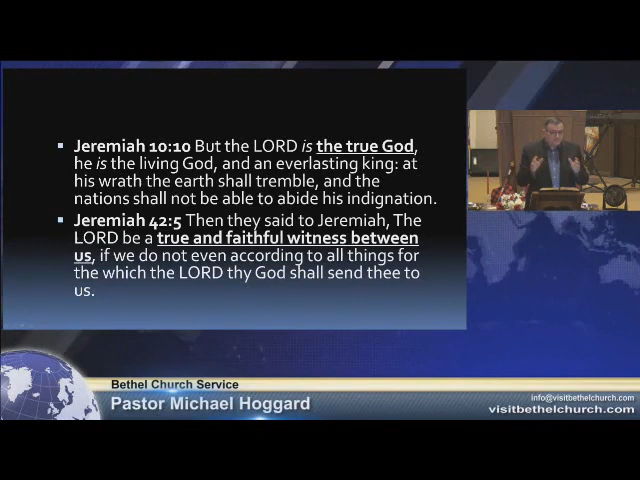 Jeremiah 10:10 But the LORD is the true God,
he is the living God, and an everlasting king: at
his wrath the earth shall tremble, and the
nations shall not be able to abide his indignation.
Jeremiah 42:5 Then they said to Jeremiah, The
LORD be a true and faithful witness between
us, if we do not even according to all things for
the which the LORD thy God shall send thee to
us.
Bethel Church Service
Pastor Michael Hoggard
info@visitbethelchurch.com
visitbethelchurch.com